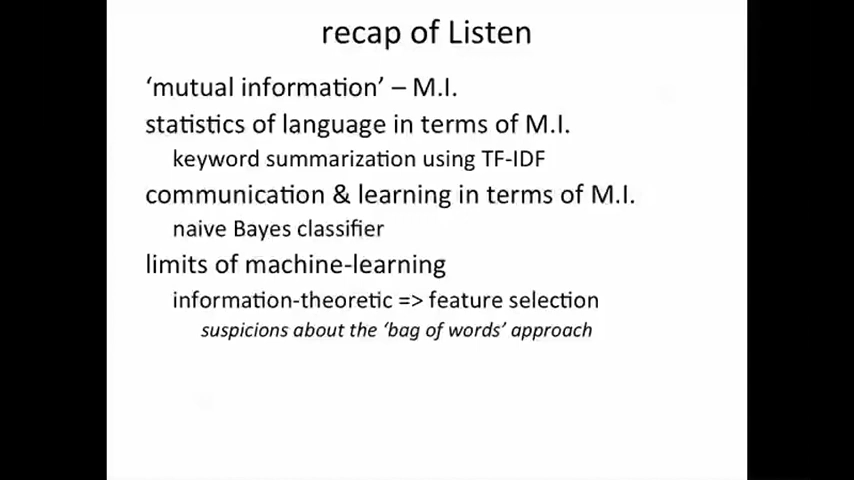 recap of Listen
‘mutual information’ – M.I.
statistics of language in terms of M.I.
keyword summarization using TF-IDF
communication & learning in terms of M.I.
naive Bayes classifier
limits of machine-learning
information-theoretic => feature selection
suspicions about the ‘bag of words’ approach